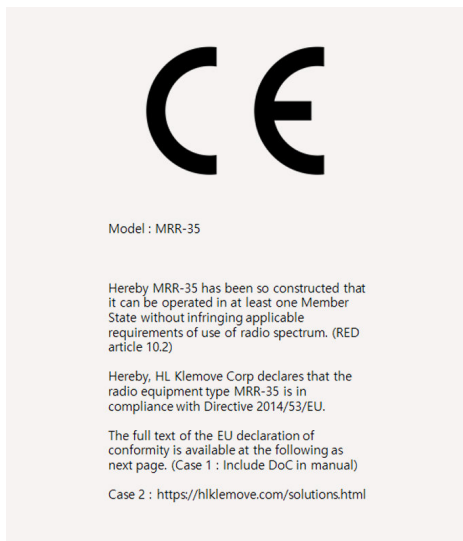 CE
Model : MRR-35
Hereby MRR-35 has been so constructed that
it can be operated in at least one Member
State without infringing applicable
requirements of use of radio spectrum. (RED
article 10.2)
Hereby, HL Klemove Corp declares that the
radio equipment type MRR-35 is in
compliance with Directive 2014/53/EU.
The full text of the EU declaration of
conformity is available at the following as
next page. (Case 1 : Include DoC in manual)
Case 2 : https://hlklemove.com/solutions.html